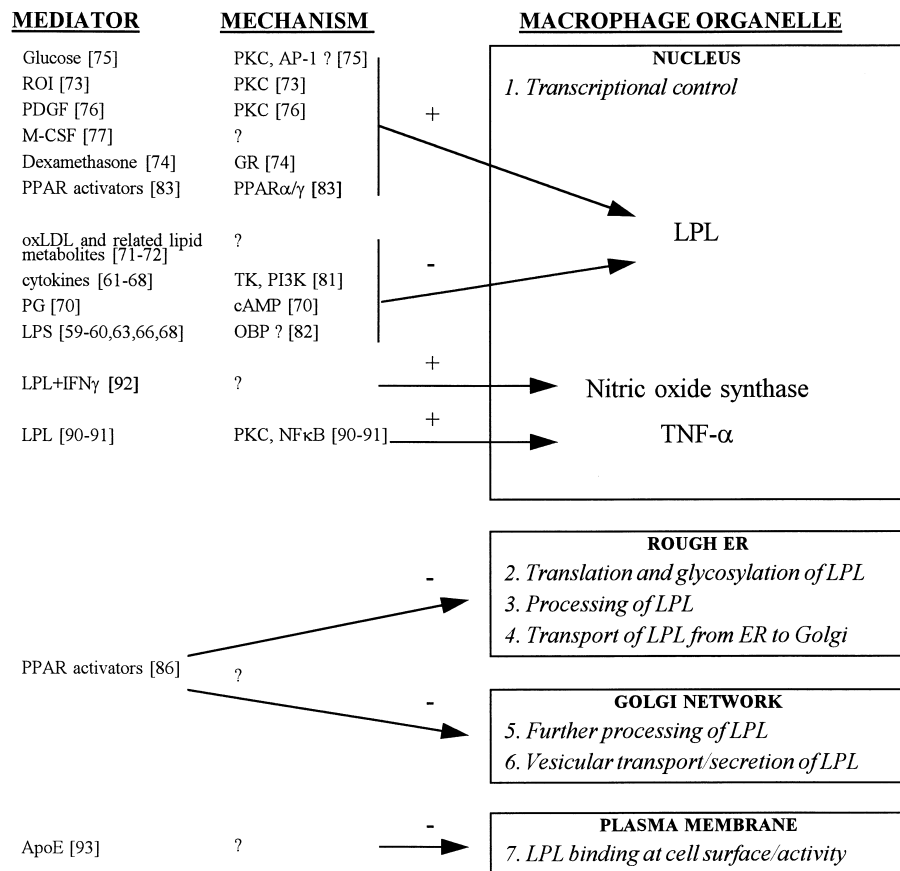 MEDIATOR MECHANISM MACROPHAGE ORGANELLE
NUCLEUS
Glucose [75] PKC, AP-1 ? [75]
1. Transcriptional control
ROI [73] PKC [73]
PDGF [76] PKC [76]
+
M-CSF [77] ?
Dexamethasone [74] GR [74]
PPAR activators [83] PPARα/γ [83]
LPL
oxLDL and related lipid ?
metabolites [71-72]
-
cytokines [61-68] TK, PI3K [81]
PG [70] cAMP [70]
LPS [59-60,63,66,68] OBP ? [82]
+
LPL+IFNγ [92] ? Nitric oxide synthase
+
LPL [90-91] PKC, NFκB [90-91] TNF-α
ROUGH ER
-
2. Translation and glycosylation of LPL
3. Processing of LPL
4. Transport of LPL from ER to Golgi
PPAR activators [86] ?
-
GOLGI NETWORK
5. Further processing of LPL
6. Vesicular transport/secretion of LPL
-
PLASMA MEMBRANE
ApoE [93] ? 7. LPL binding at cell surface/activity